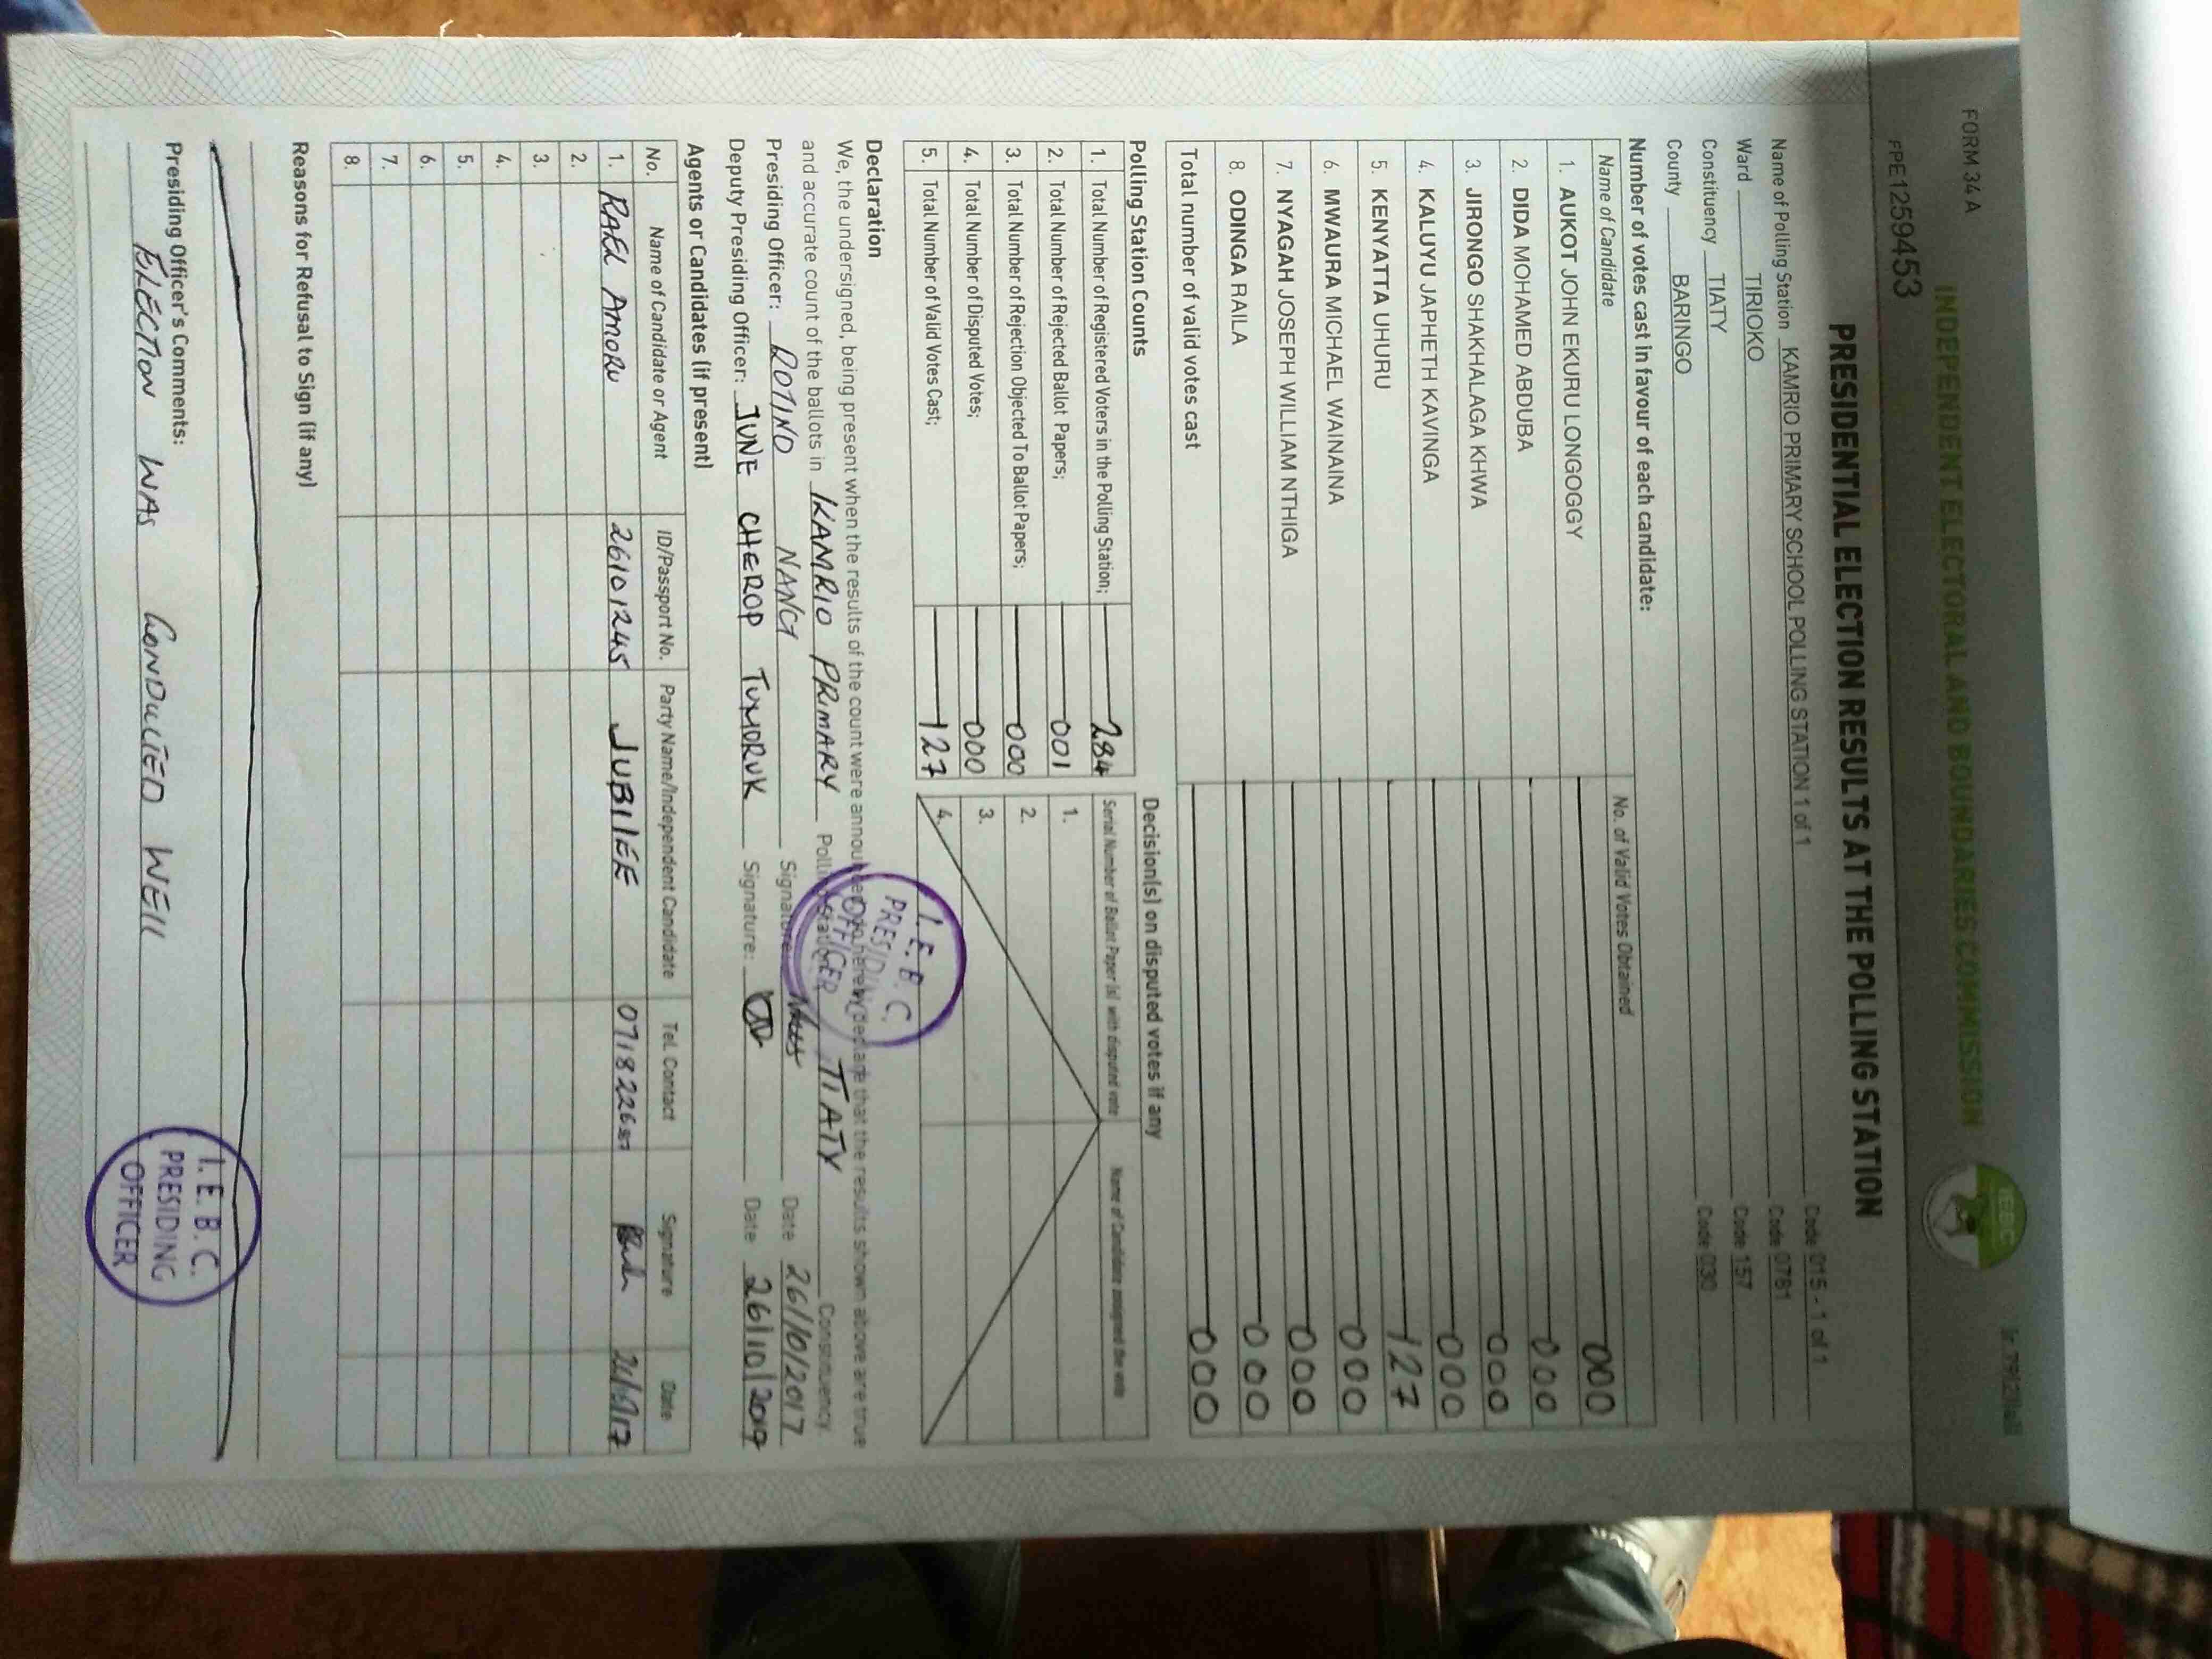 FORM 34 A
INDEPENDENT ELECTORAL AND BOUNDARIES COMMISSION
IEBC
FPE1259453
PRESIDENTIAL ELECTION RESULTS AT THE POLLING STATION
Name of Polling Station KAMRIO PRIMARY SCHOOL POLLING STATION 1 of 1 Code 015 - 1 of 1
Ward TIRIOKO Code 0781
Constituency TIATY Code 157
County BARINGO Code 030
Number of votes cast in favour of each candidate:
Name of Candidate No. of Valid Votes Obtained
1. AUKOT JOHN EKURU LONGOGGY 000
2. DIDA MOHAMED ABDUBA 000
3. JIRONGO SHAKHALAGA KHWA 000
4. KALUYU JAPHETH KAVINGA 000
5. KENYATTA UHURU 127
6. MWAURA MICHAEL WAINAINA 000
7. NYAGAH JOSEPH WILLIAM NTHIGA 000
8. ODINGA RAILA 000
Total number of valid votes cast 000
Polling Station Counts
1. Total Number of Registered Voters in the Polling Station; 284
2. Total Number of Rejected Ballot Papers; 001
3. Total Number of Rejection Objected To Ballot Papers; 000
4. Total Number of Disputed Votes; 000
5. Total Number of Valid Votes Cast; 127
Decision(s) on disputed votes if any
Serial Number of Ballot Paper (s) with disputed vote Name of Candidate assigned the vote
1.
2.
3.
4.
Declaration
We, the undersigned, being present when the results of the count were announced do hereby declare that the results shown above are true
and accurate count of the ballots in KAMRIO PRIMARY Polling Station TIATY Constituency
Presiding Officer: ROTINO NANCY Signature: Date 26/10/2017
Deputy Presiding Officer: JUNE CHEROP TUMORUK Signature: Date 26/10/2017
I. E. B. C.
PRESIDING
OFFICER
Agents or Candidates (if present)
No. Name of Candidate or Agent ID/Passport No. Party Name/Independent Candidate Tel. Contact Signature Date
1. RAEL AMORU 26101245 JUBILEE 26/10/17
2.
3.
4.
5.
6.
7.
8.
Reasons for Refusal to Sign (if any)
Presiding Officer's Comments:
ELECTION WAS CONDUCTED WELL
I. E. B. C.
PRESIDING
OFFICER